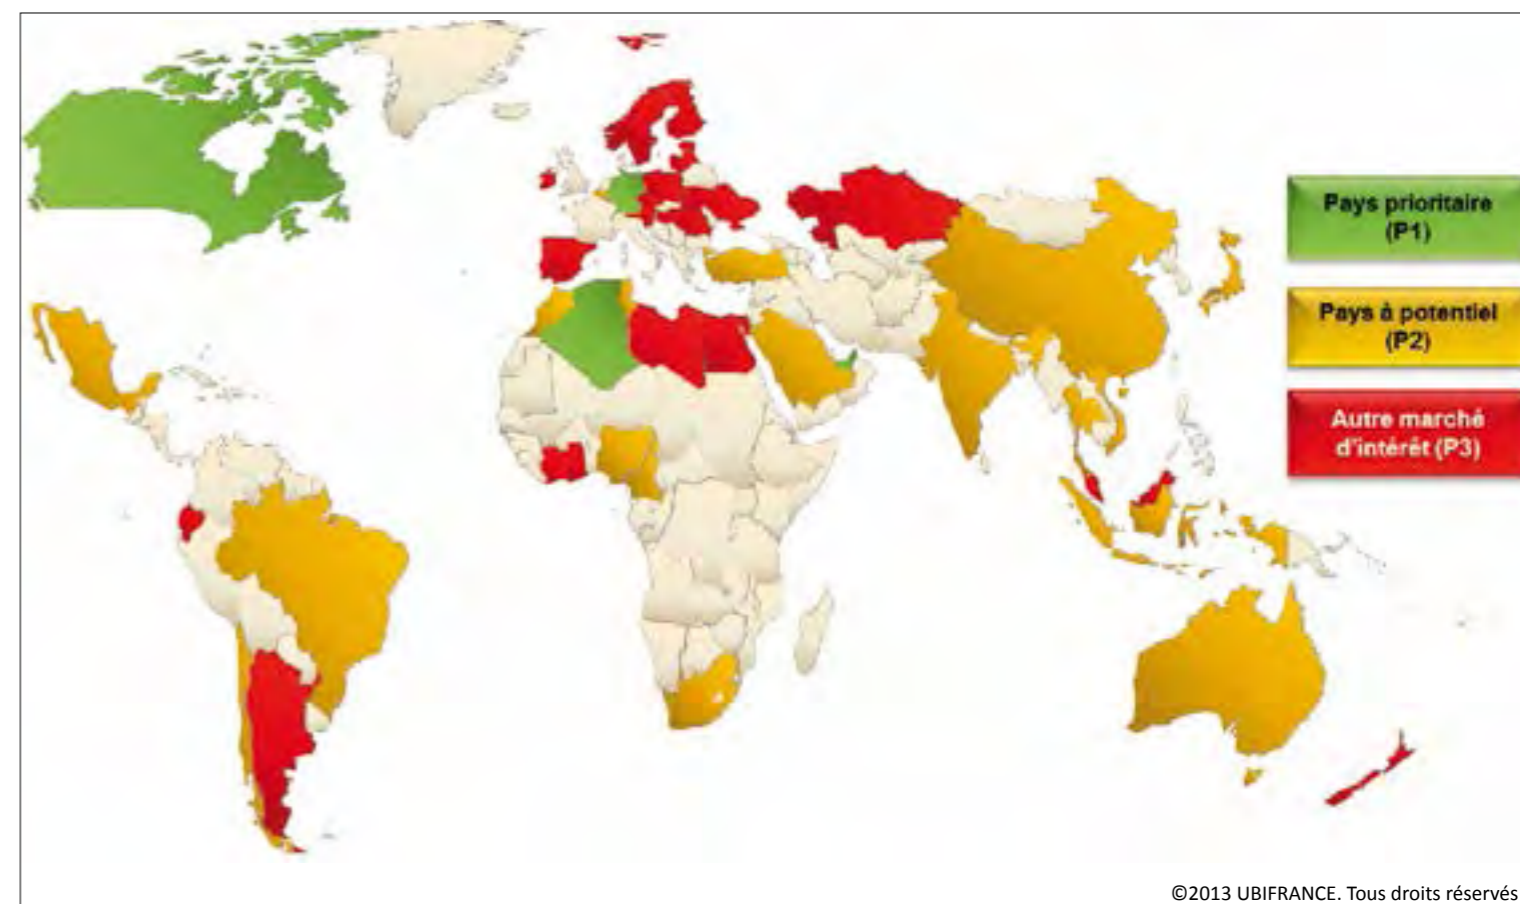 Pays prioritaire
(P1)
Pays à potentiel
(P2)
Autre marché
d'intérêt (P3)
©2013 UBIFRANCE. Tous droits réservés